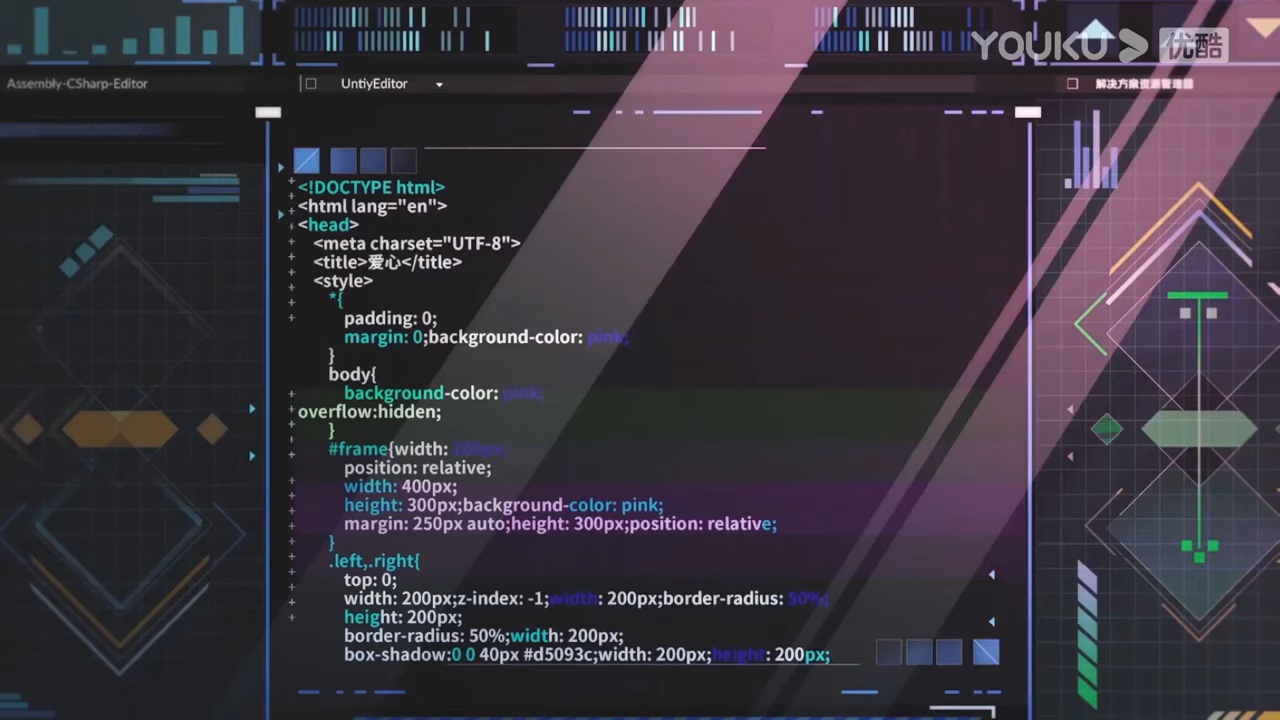 YOUKU 优酷
Assembly-CSharp-Editor
UntiyEditor
解决方案资源管理器
<!DOCTYPE html>
<html lang="en">
<head>
<meta charset="UTF-8">
<title>爱心</title>
<style>
*{
padding: 0;
margin: 0;background-color: pink;
}
body{
background-color: pink;
overflow:hidden;
}
#frame{width: 200px;
position: relative;
width: 400px;
height: 300px;background-color: pink;
margin: 250px auto;height: 300px;position: relative;
}
.left,.right{
top: 0;
width: 200px;z-index: -1;width: 200px;border-radius: 50%;
height: 200px;
border-radius: 50%;width: 200px;
box-shadow:0 0 40px #d5093c;width: 200px;height: 200px;